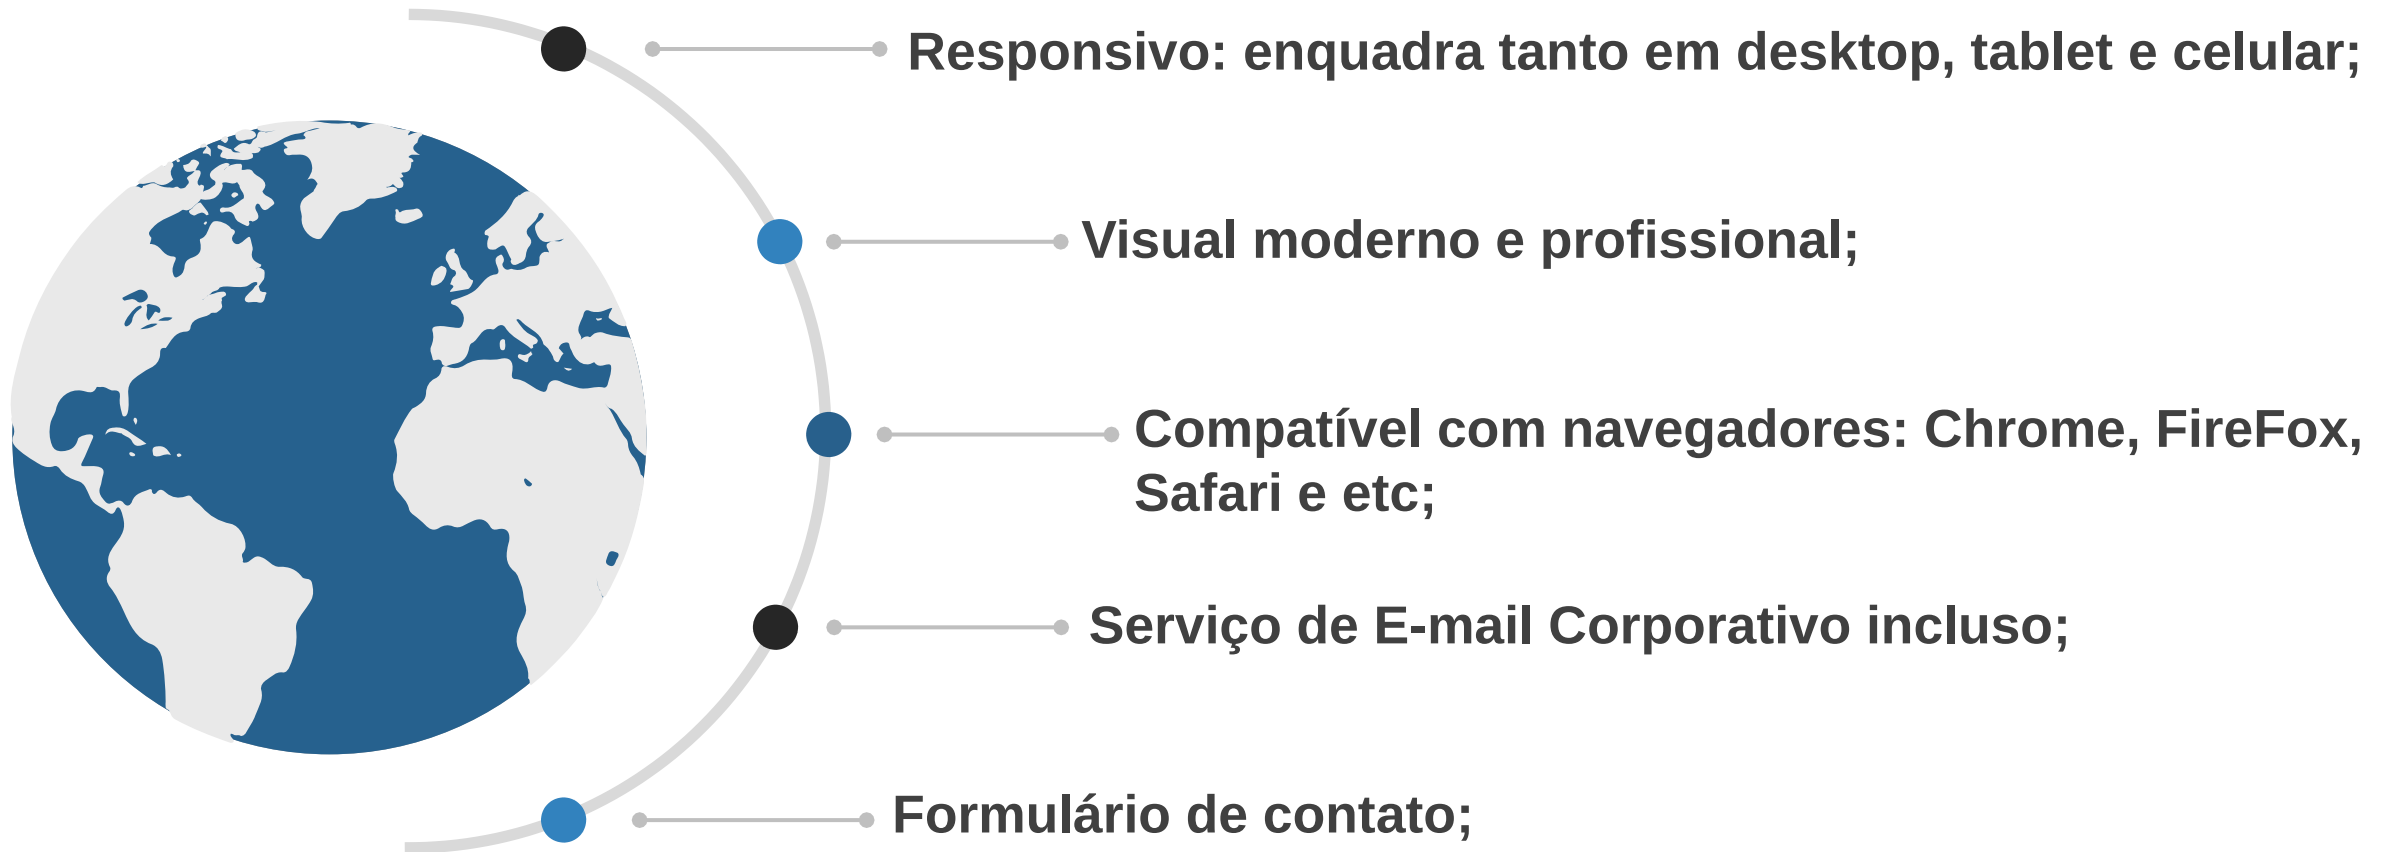 Responsivo: enquadra tanto em desktop, tablet e celular;
Visual moderno e profissional;
Compatível com navegadores: Chrome, FireFox,
Safari e etc;
Serviço de E-mail Corporativo incluso;
Formulário de contato;